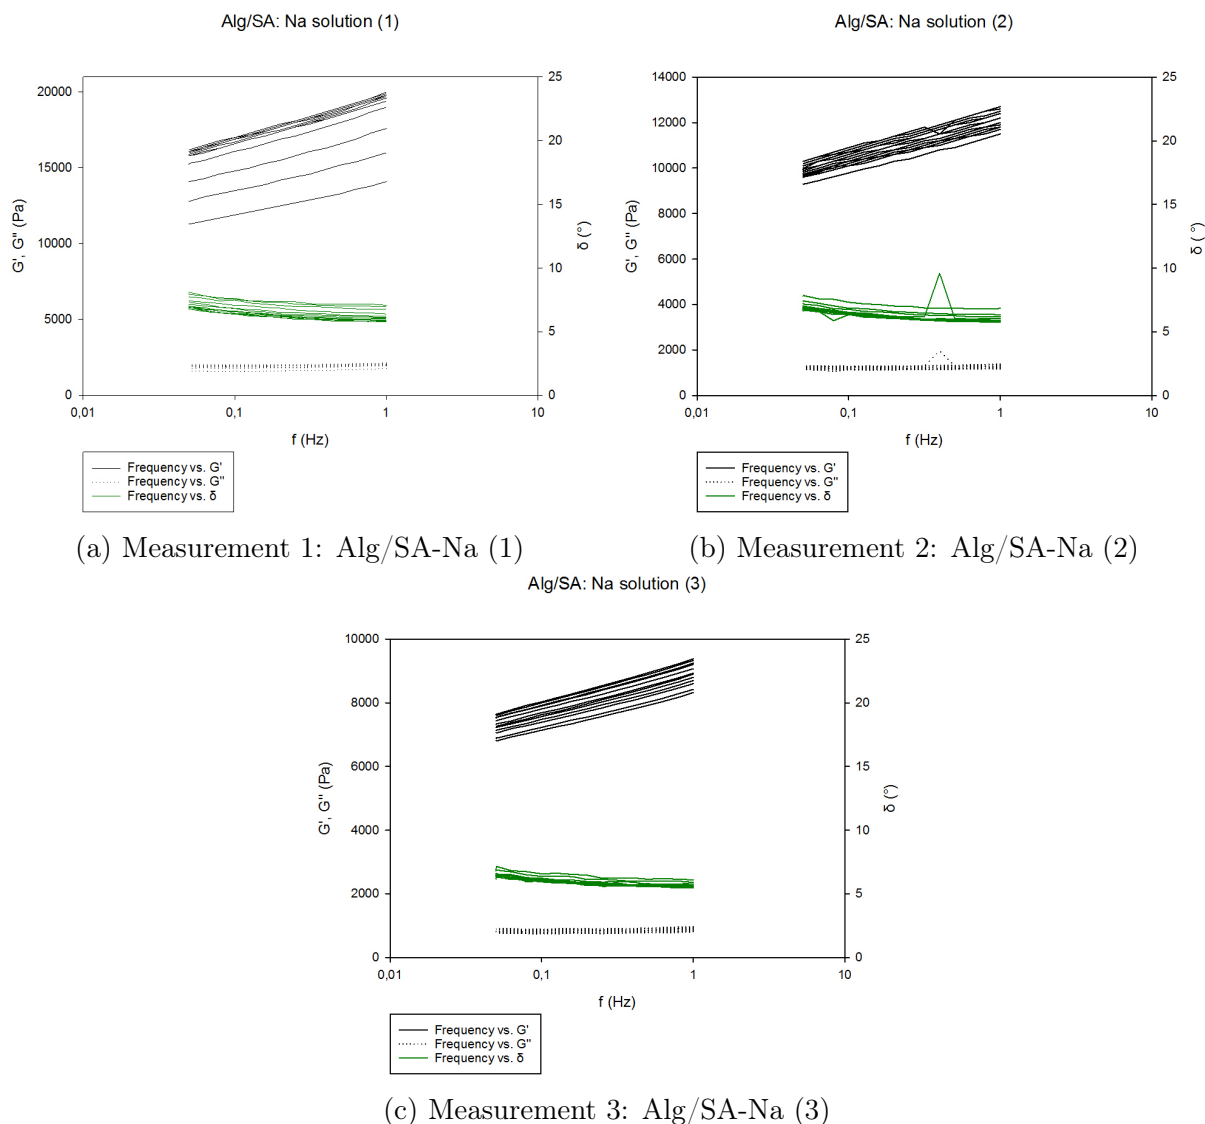 Alg/SA: Na solution (1)
20000
15000
10000
5000
0
G', G" (Pa)
25
20
15
10
5
0
δ (°)
0,01
0,1
1
10
f (Hz)
Frequency vs. G'
Frequency vs. G"
Frequency vs. δ
(a) Measurement 1: Alg/SA-Na (1)
Alg/SA: Na solution (2)
14000
12000
10000
8000
6000
4000
2000
0
G', G" (Pa)
25
20
15
10
5
0
δ (°)
0,01
0,1
1
10
f (Hz)
Frequency vs. G'
Frequency vs. G"
Frequency vs. δ
(b) Measurement 2: Alg/SA-Na (2)
Alg/SA: Na solution (3)
10000
8000
6000
4000
2000
0
G', G" (Pa)
25
20
15
10
5
0
δ (°)
0,01
0,1
1
10
f (Hz)
Frequency vs. G'
Frequency vs. G"
Frequency vs. δ
(c) Measurement 3: Alg/SA-Na (3)